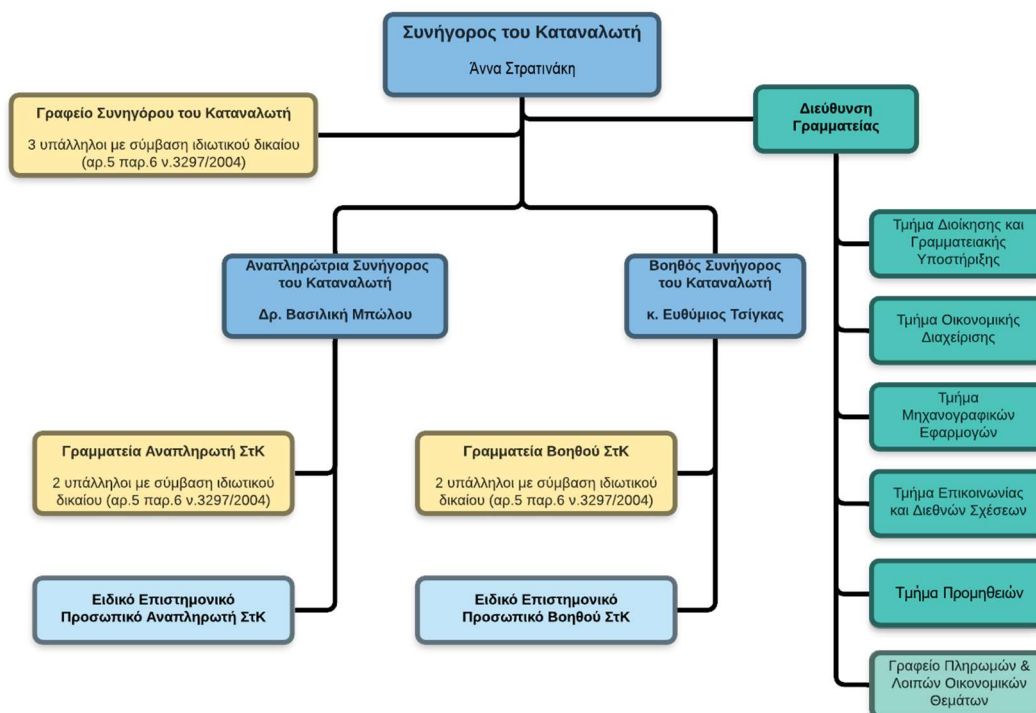 Συνήγορος του Καταναλωτή
Άννα Στρατινάκη
Γραφείο Συνηγόρου του Καταναλωτή
3 υπάλληλοι με σύμβαση ιδιωτικού δικαίου
(αρ.5 παρ.6 ν.3297/2004)
Διεύθυνση
Γραμματείας
Αναπληρώτρια Συνήγορος
του Καταναλωτή
Δρ. Βασιλική Μπώλου
Βοηθός Συνήγορος
του Καταναλωτή
κ. Ευθύμιος Τσίγκας
Γραμματεία Αναπληρωτή ΣτΚ
2 υπάλληλοι με σύμβαση ιδιωτικού
δικαίου (αρ.5 παρ.6 ν.3297/2004)
Γραμματεία Βοηθού ΣτΚ
2 υπάλληλοι με σύμβαση ιδιωτικού
δικαίου (αρ.5 παρ.6 ν.3297/2004)
Ειδικό Επιστημονικό
Προσωπικό Αναπληρωτή ΣτΚ
Ειδικό Επιστημονικό
Προσωπικό Βοηθού ΣτΚ
Τμήμα Διοίκησης και
Γραμματειακής
Υποστήριξης
Τμήμα Οικονομικής
Διαχείρισης
Τμήμα
Μηχανογραφικών
Εφαρμογών
Τμήμα Επικοινωνίας
και Διεθνών Σχέσεων
Τμήμα Προμηθειών
Γραφείο Πληρωμών &
Λοιπών Οικονομικών
Θεμάτων